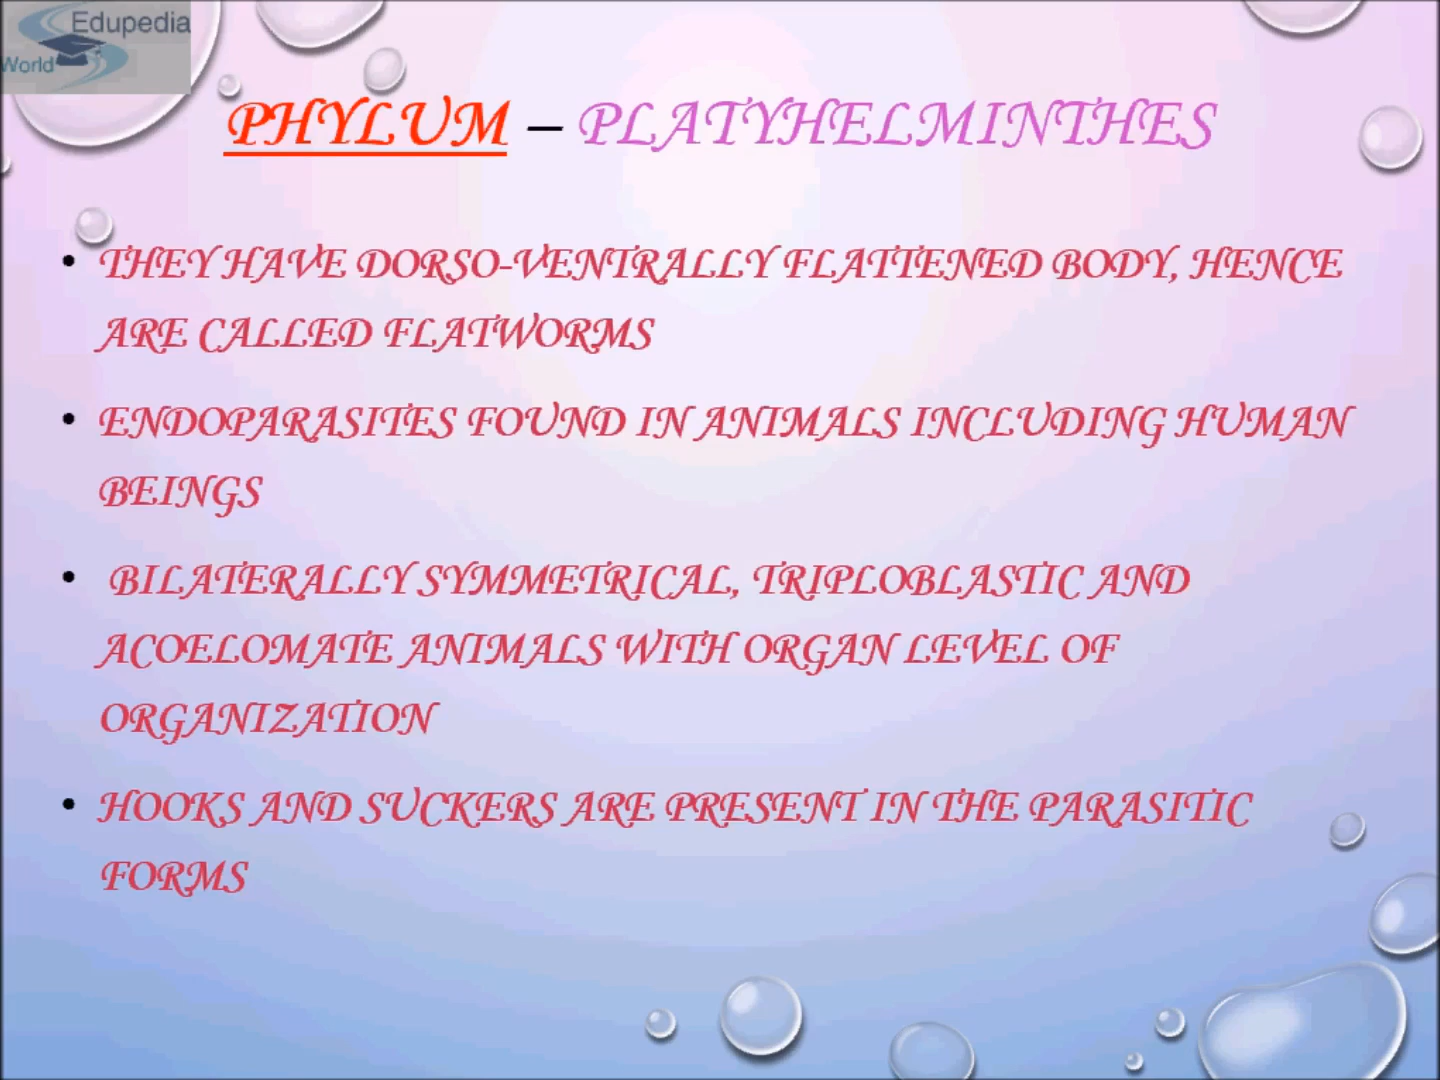 Edupedia
World
PHYLUM – PLATYHELMINTHES
• THEY HAVE DORSO-VENTRALLY FLATTENED BODY, HENCE
ARE CALLED FLATWORMS
• ENDOPARASITES FOUND IN ANIMALS INCLUDING HUMAN
BEINGS
• BILATERALLY SYMMETRICAL, TRIPLOBLASTIC AND
ACOELOMATE ANIMALS WITH ORGAN LEVEL OF
ORGANIZATION
• HOOKS AND SUCKERS ARE PRESENT IN THE PARASITIC
FORMS